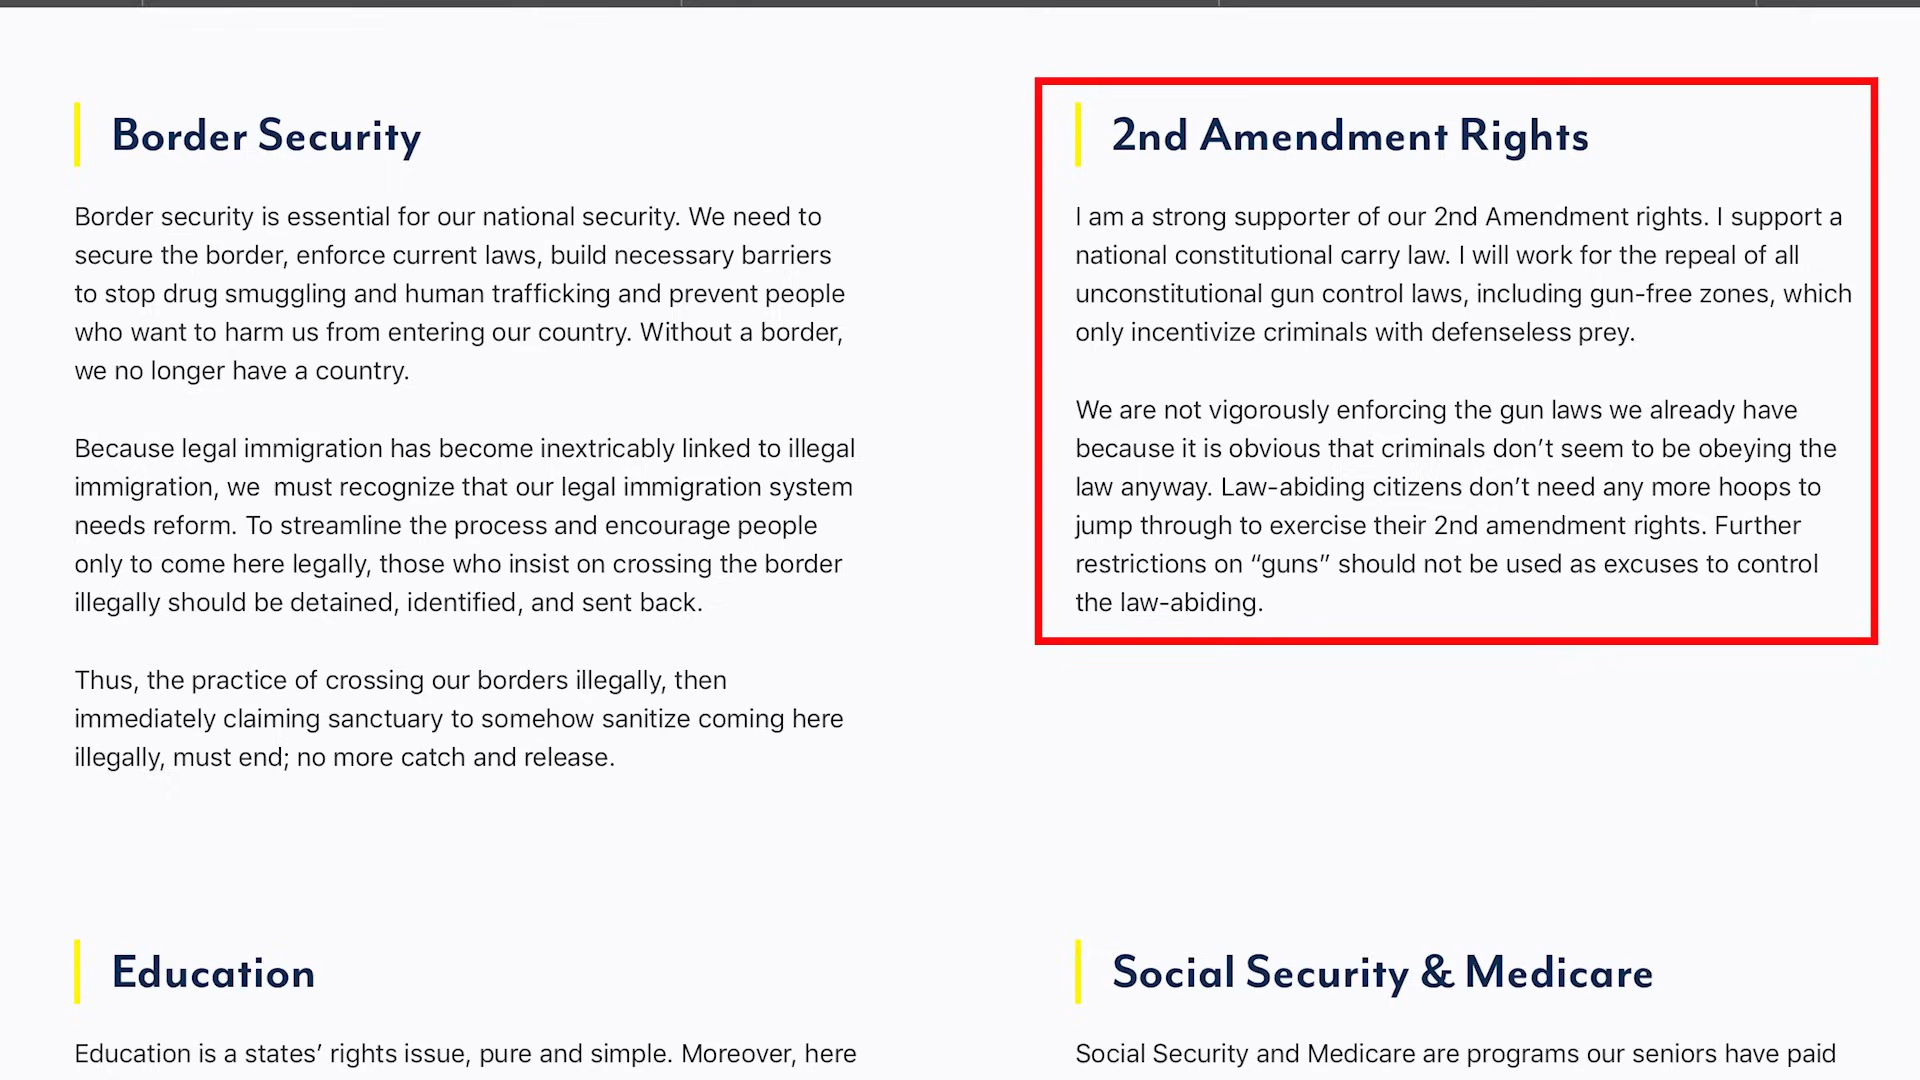 Border Security
Border security is essential for our national security. We need to
secure the border, enforce current laws, build necessary barriers
to stop drug smuggling and human trafficking and prevent people
who want to harm us from entering our country. Without a border,
we no longer have a country.
Because legal immigration has become inextricably linked to illegal
immigration, we  must recognize that our legal immigration system
needs reform. To streamline the process and encourage people
only to come here legally, those who insist on crossing the border
illegally should be detained, identified, and sent back.
Thus, the practice of crossing our borders illegally, then
immediately claiming sanctuary to somehow sanitize coming here
illegally, must end; no more catch and release.
2nd Amendment Rights
I am a strong supporter of our 2nd Amendment rights. I support a
national constitutional carry law. I will work for the repeal of all
unconstitutional gun control laws, including gun-free zones, which
only incentivize criminals with defenseless prey.
We are not vigorously enforcing the gun laws we already have
because it is obvious that criminals don’t seem to be obeying the
law anyway. Law-abiding citizens don’t need any more hoops to
jump through to exercise their 2nd amendment rights. Further
restrictions on “guns” should not be used as excuses to control
the law-abiding.
Education
Education is a states’ rights issue, pure and simple. Moreover, here
Social Security & Medicare
Social Security and Medicare are programs our seniors have paid